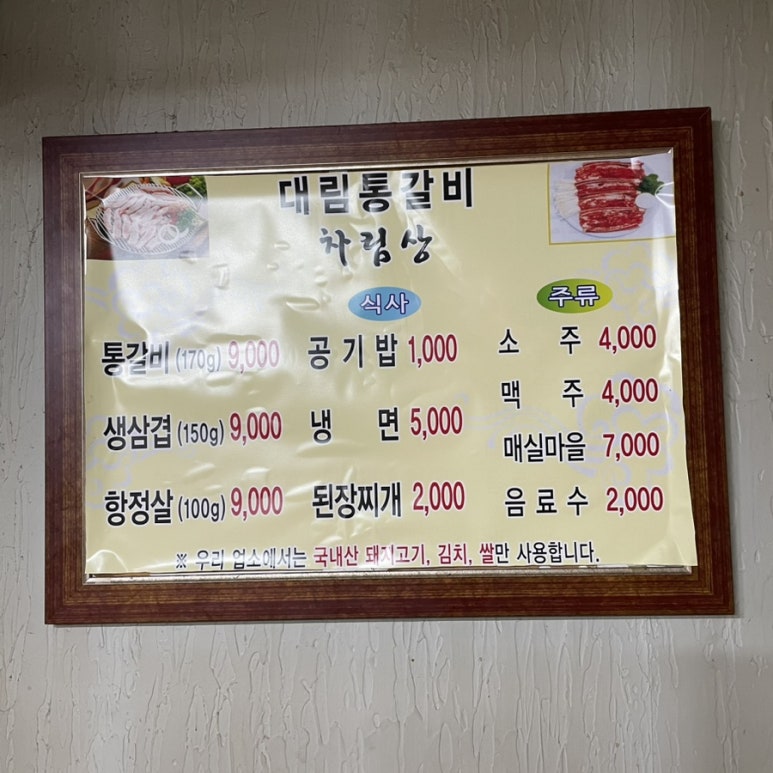 대림통갈비
차림상
식사
주류
통갈비 (170g) 9,000 공기밥 1,000 소주 4,000
맥주 4,000
생삼겹 (150g) 9,000 냉면 5,000 매실마을 7,000
항정살 (100g) 9,000 된장찌개 2,000 음료수 2,000
※ 우리 업소에서는 국내산 돼지고기, 김치, 쌀만 사용합니다.